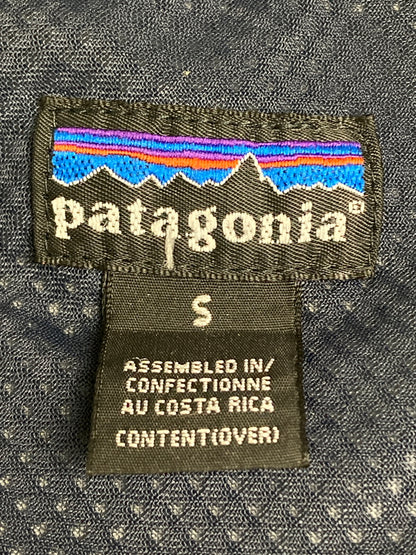 patagonia®
S
ASSEMBLED IN/
CONFECTIONNE
AU COSTA RICA
CONTENT(OVER)